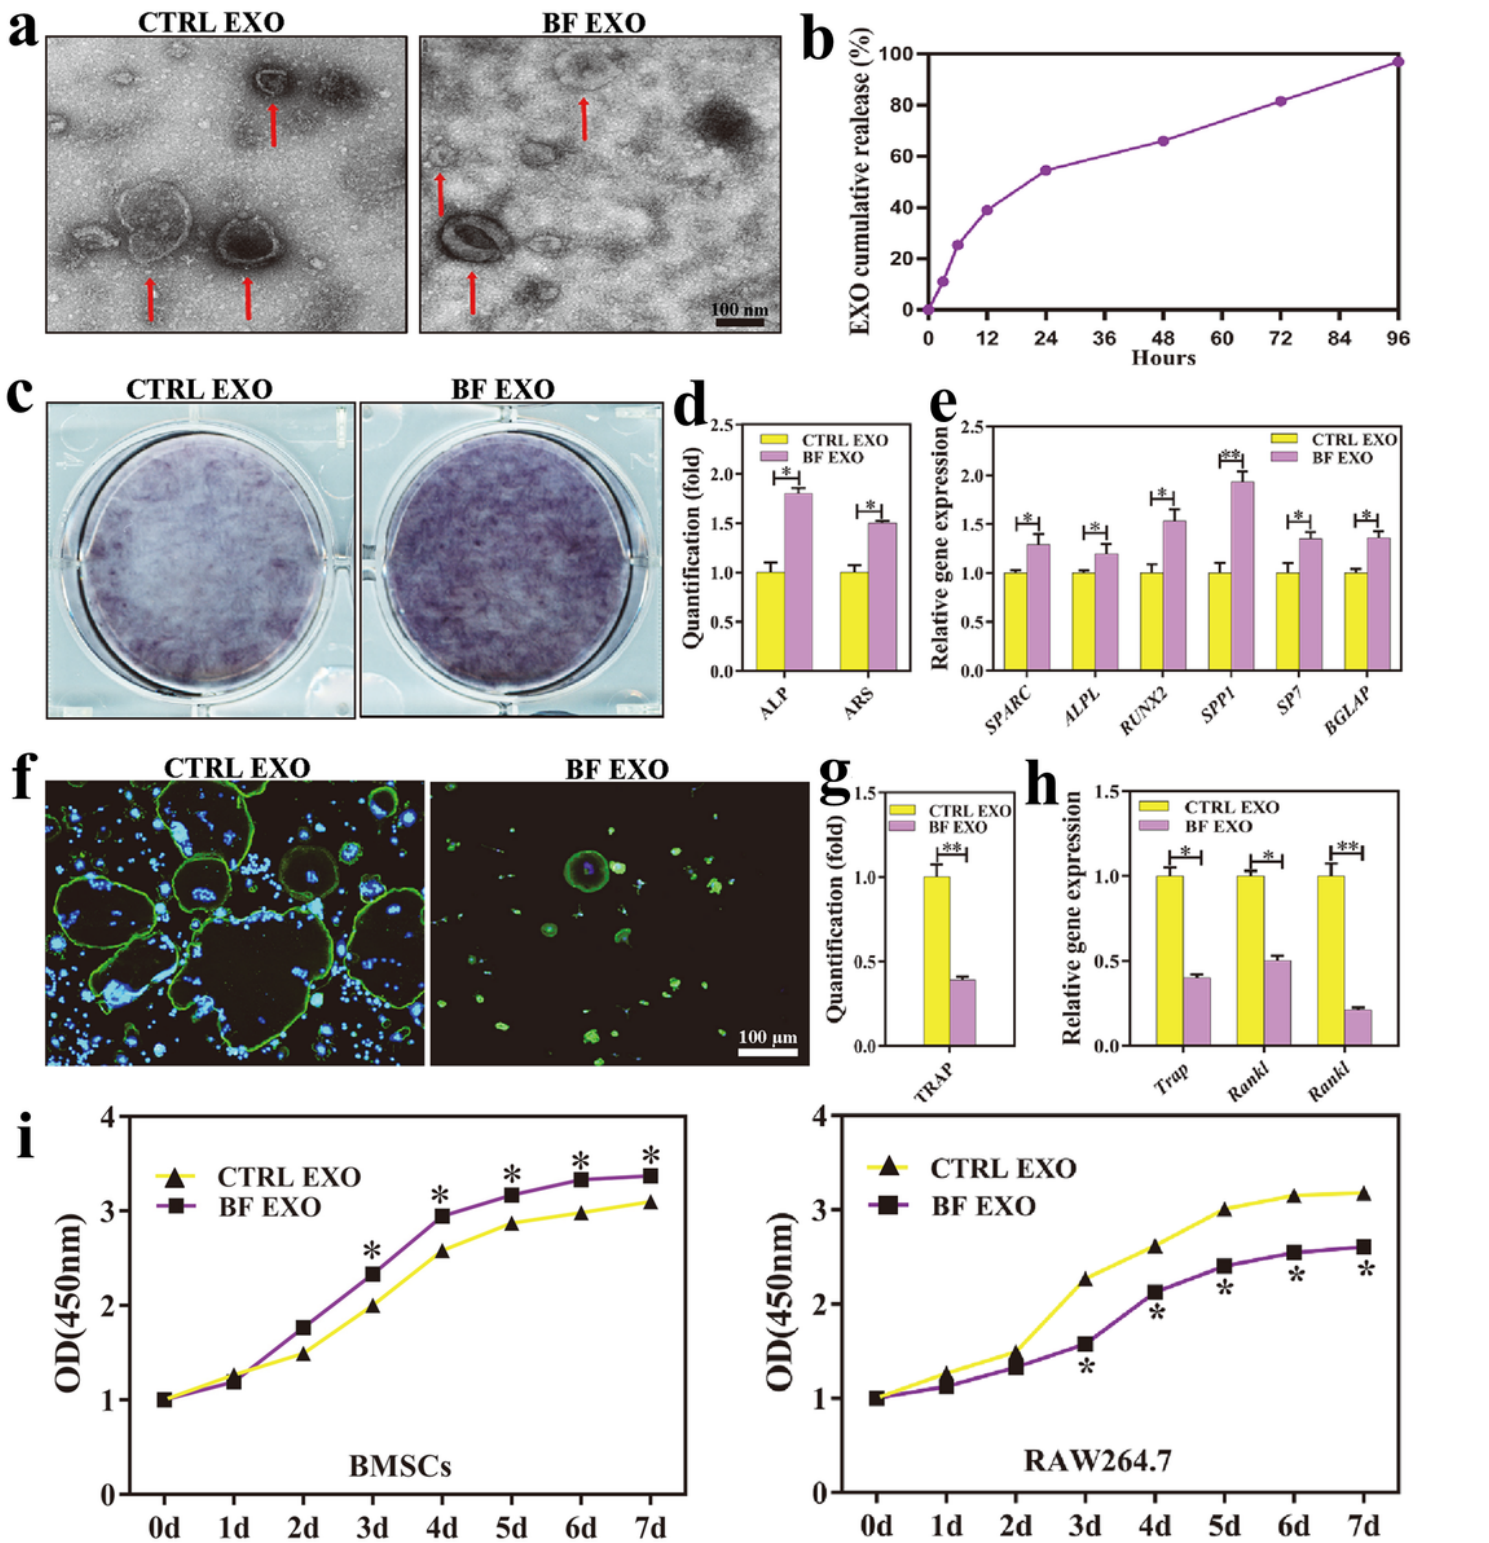 a
CTRL EXO
BF EXO
100 nm
b
EXO cumulative realease (%)
100
80
60
40
20
0
0 12 24 36 48 60 72 84 96
Hours
c
CTRL EXO
BF EXO
d
Quantification (fold)
2.5
2.0
1.5
1.0
0.5
0.0
CTRL EXO
BF EXO
*
*
ALP
ARS
e
Relative gene expression
2.5
2.0
1.5
1.0
0.5
0.0
CTRL EXO
BF EXO
*
*
*
**
*
*
SPARC
ALPL
RUNX2
SPP1
SP7
BGLAP
f
CTRL EXO
BF EXO
100 µm
g
Quantification (fold)
1.5
1.0
0.5
0.0
CTRL EXO
BF EXO
**
TRAP
h
Relative gene expression
1.5
1.0
0.5
0.0
CTRL EXO
BF EXO
*
*
**
Trap
Rankl
Rankl
i
OD(450nm)
4
3
2
1
0
CTRL EXO
BF EXO
* * * * *
BMSCs
0d 1d 2d 3d 4d 5d 6d 7d
OD(450nm)
4
3
2
1
0
CTRL EXO
BF EXO
* * * * *
RAW264.7
0d 1d 2d 3d 4d 5d 6d 7d